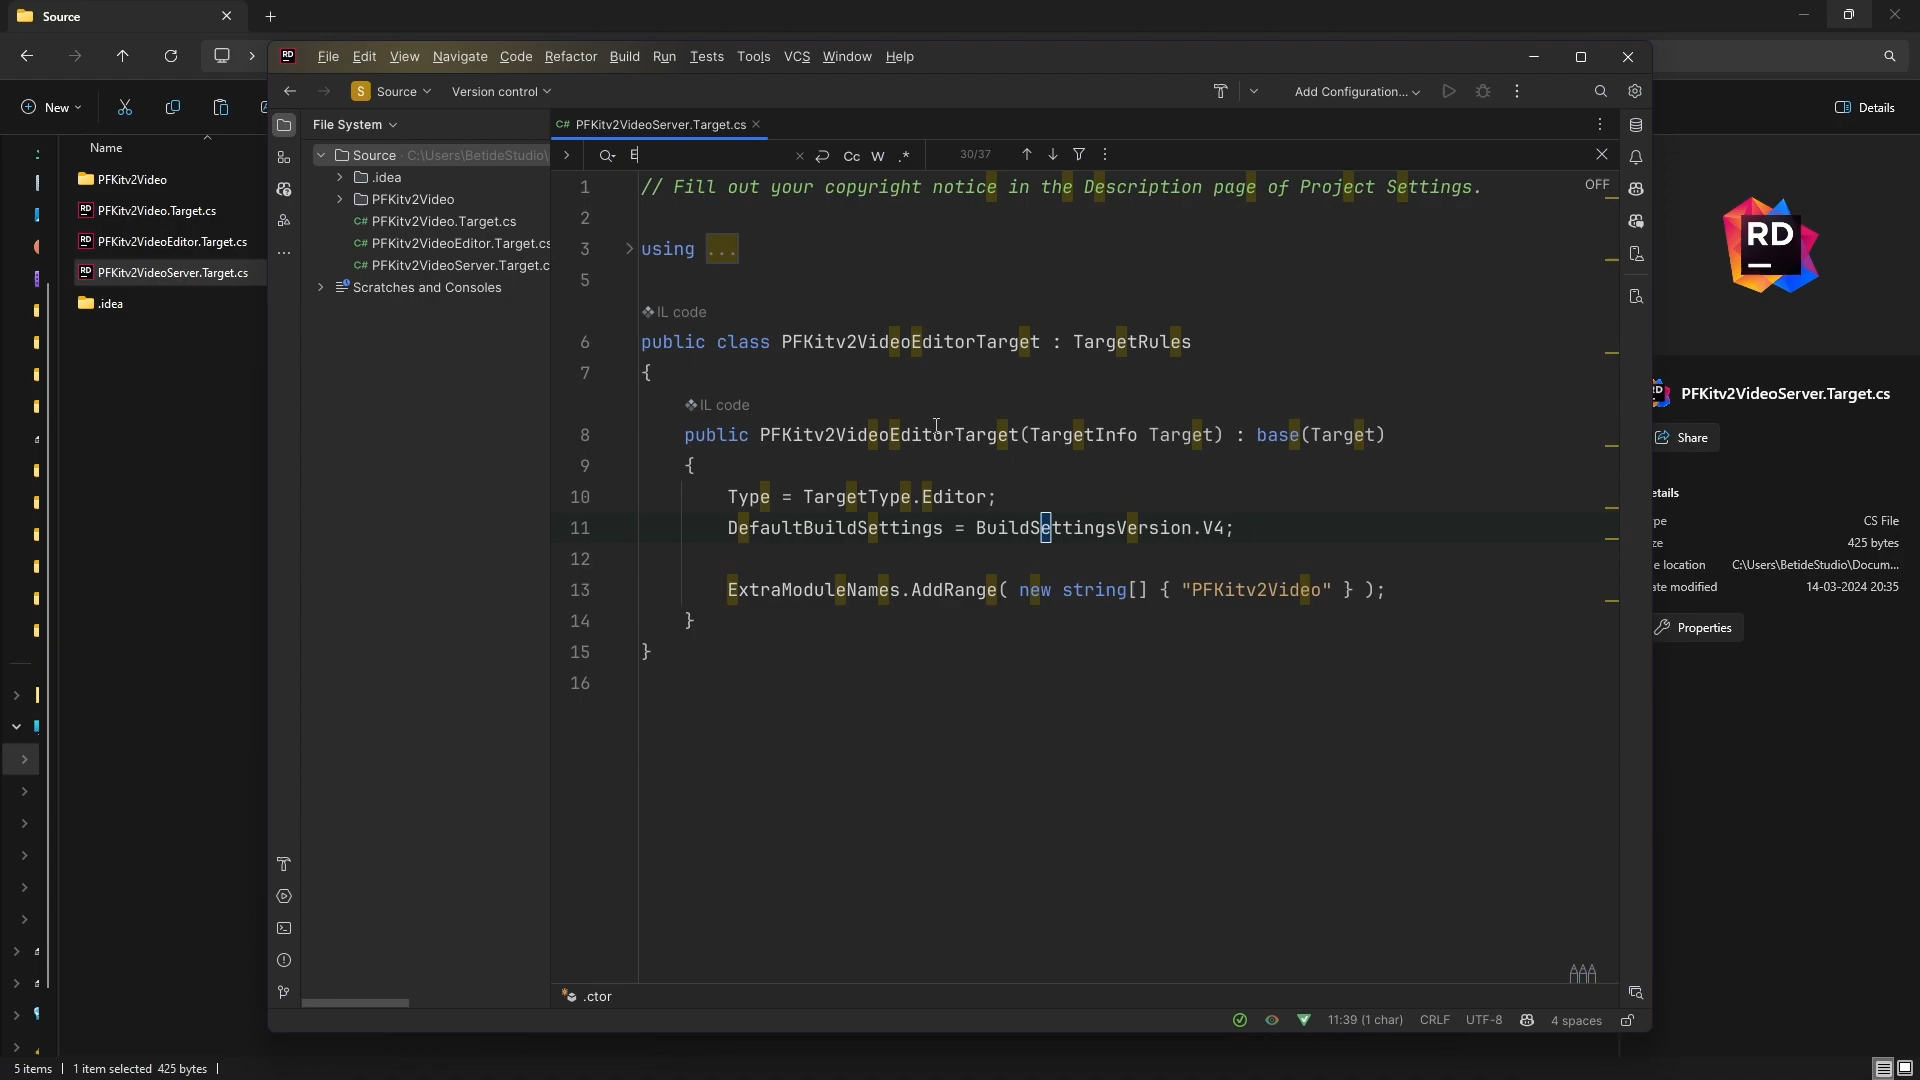 Source
File Edit View Navigate Code Refactor Build Run Tests Tools VCS Window Help
New
S Source Version control
Add Configuration...
Details
Name
PFKitv2Video
PFKitv2Video.Target.cs
PFKitv2VideoEditor.Target.cs
PFKitv2VideoServer.Target.cs
.idea
File System
Source C:\Users\BetideStudio\
.idea
PFKitv2Video
C# PFKitv2Video.Target.cs
C# PFKitv2VideoEditor.Target.cs
C# PFKitv2VideoServer.Target.c
Scratches and Consoles
C# PFKitv2VideoServer.Target.cs
E
Cc W .*
30/37
OFF
1 // Fill out your copyright notice in the Description page of Project Settings.
2
3 using ...
5
IL code
6 public class PFKitv2VideoEditorTarget : TargetRules
7 {
IL code
8 public PFKitv2VideoEditorTarget(TargetInfo Target) : base(Target)
9 {
10 Type = TargetType.Editor;
11 DefaultBuildSettings = BuildSettingsVersion.V4;
12
13 ExtraModuleNames.AddRange( new string[] { "PFKitv2Video" } );
14 }
15 }
16
.ctor
11:39 (1 char) CRLF UTF-8 4 spaces
RD
PFKitv2VideoServer.Target.cs
Share
etails
pe CS File
ze 425 bytes
e location C:\Users\BetideStudio\Docum...
ate modified 14-03-2024 20:35
Properties
5 items 1 item selected 425 bytes